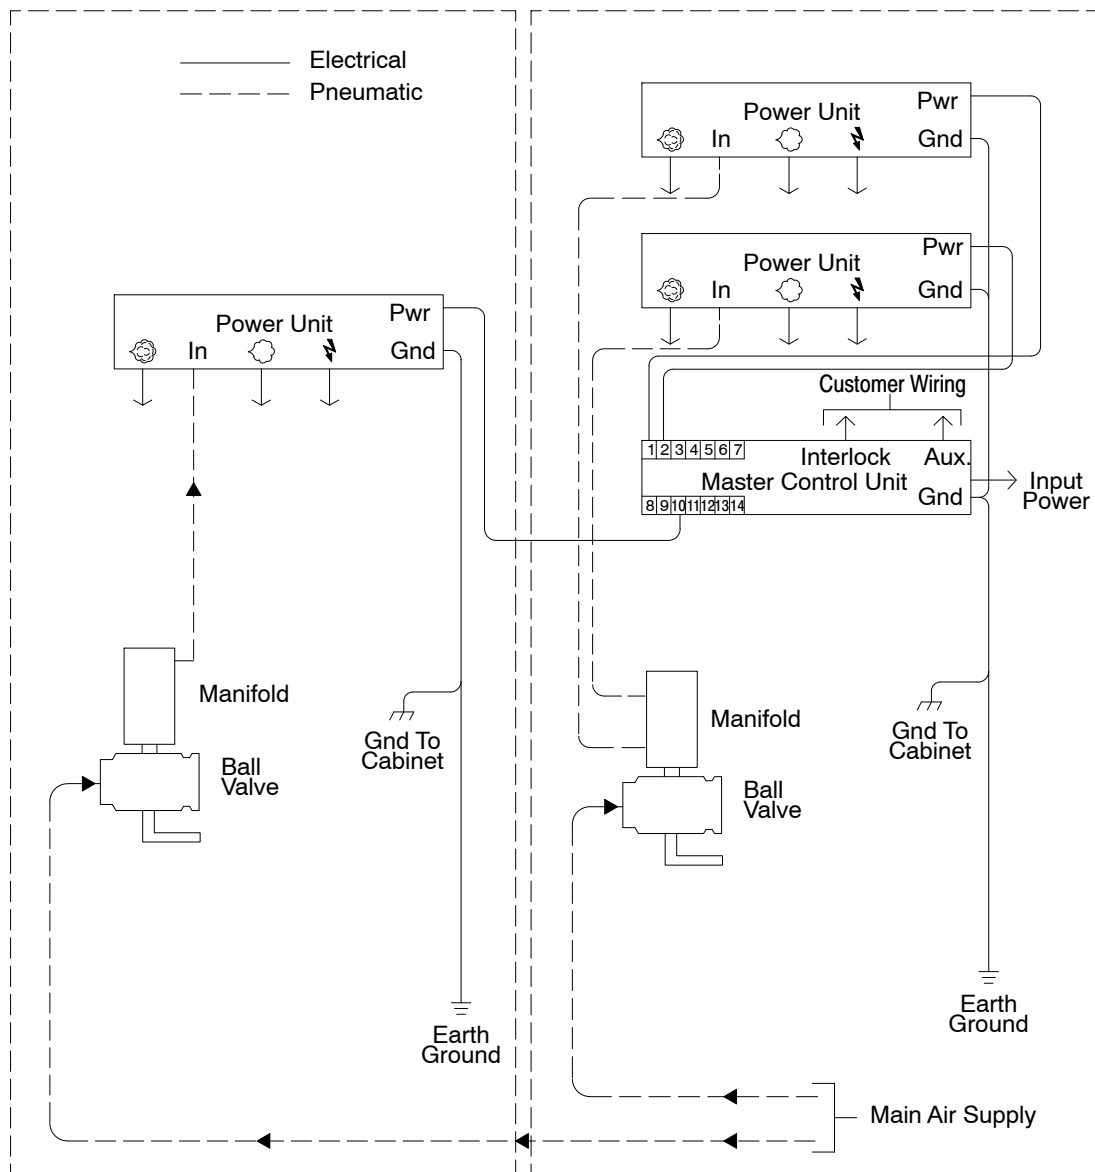 Electrical
Pneumatic
Pwr
Power Unit
In
Gnd
Pwr
Power Unit
In
Gnd
Pwr
Power Unit
In
Gnd
Customer Wiring
1 2 3 4 5 6 7
Interlock
Aux.
Master Control Unit
Gnd
8 9 10 11 12 13 14
Input
Power
Manifold
Gnd To
Cabinet
Ball
Valve
Manifold
Gnd To
Cabinet
Ball
Valve
Earth
Ground
Earth
Ground
Main Air Supply